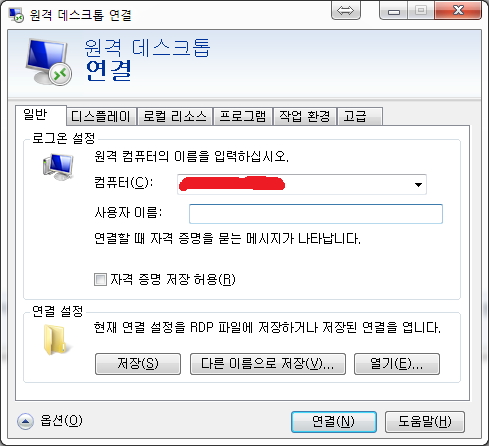 원격 데스크톱 연결
원격 데스크톱
연결
일반 디스플레이 로컬 리소스 프로그램 작업 환경 고급
로그온 설정
원격 컴퓨터의 이름을 입력하십시오.
컴퓨터(C):
사용자 이름:
연결할 때 자격 증명을 묻는 메시지가 나타납니다.
자격 증명 저장 허용(R)
연결 설정
현재 연결 설정을 RDP 파일에 저장하거나 저장된 연결을 엽니다.
저장(S) 다른 이름으로 저장(V)... 열기(E)...
옵션(O) 연결(N) 도움말(H)